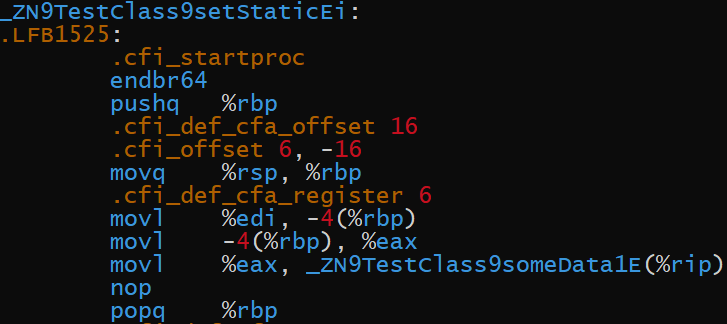 _ZN9TestClass9setStaticEi:
.LFB1525:
.cfi_startproc
endbr64
pushq %rbp
.cfi_def_cfa_offset 16
.cfi_offset 6, -16
movq %rsp, %rbp
.cfi_def_cfa_register 6
movl %edi, -4(%rbp)
movl -4(%rbp), %eax
movl %eax, _ZN9TestClass9someData1E(%rip)
nop
popq %rbp